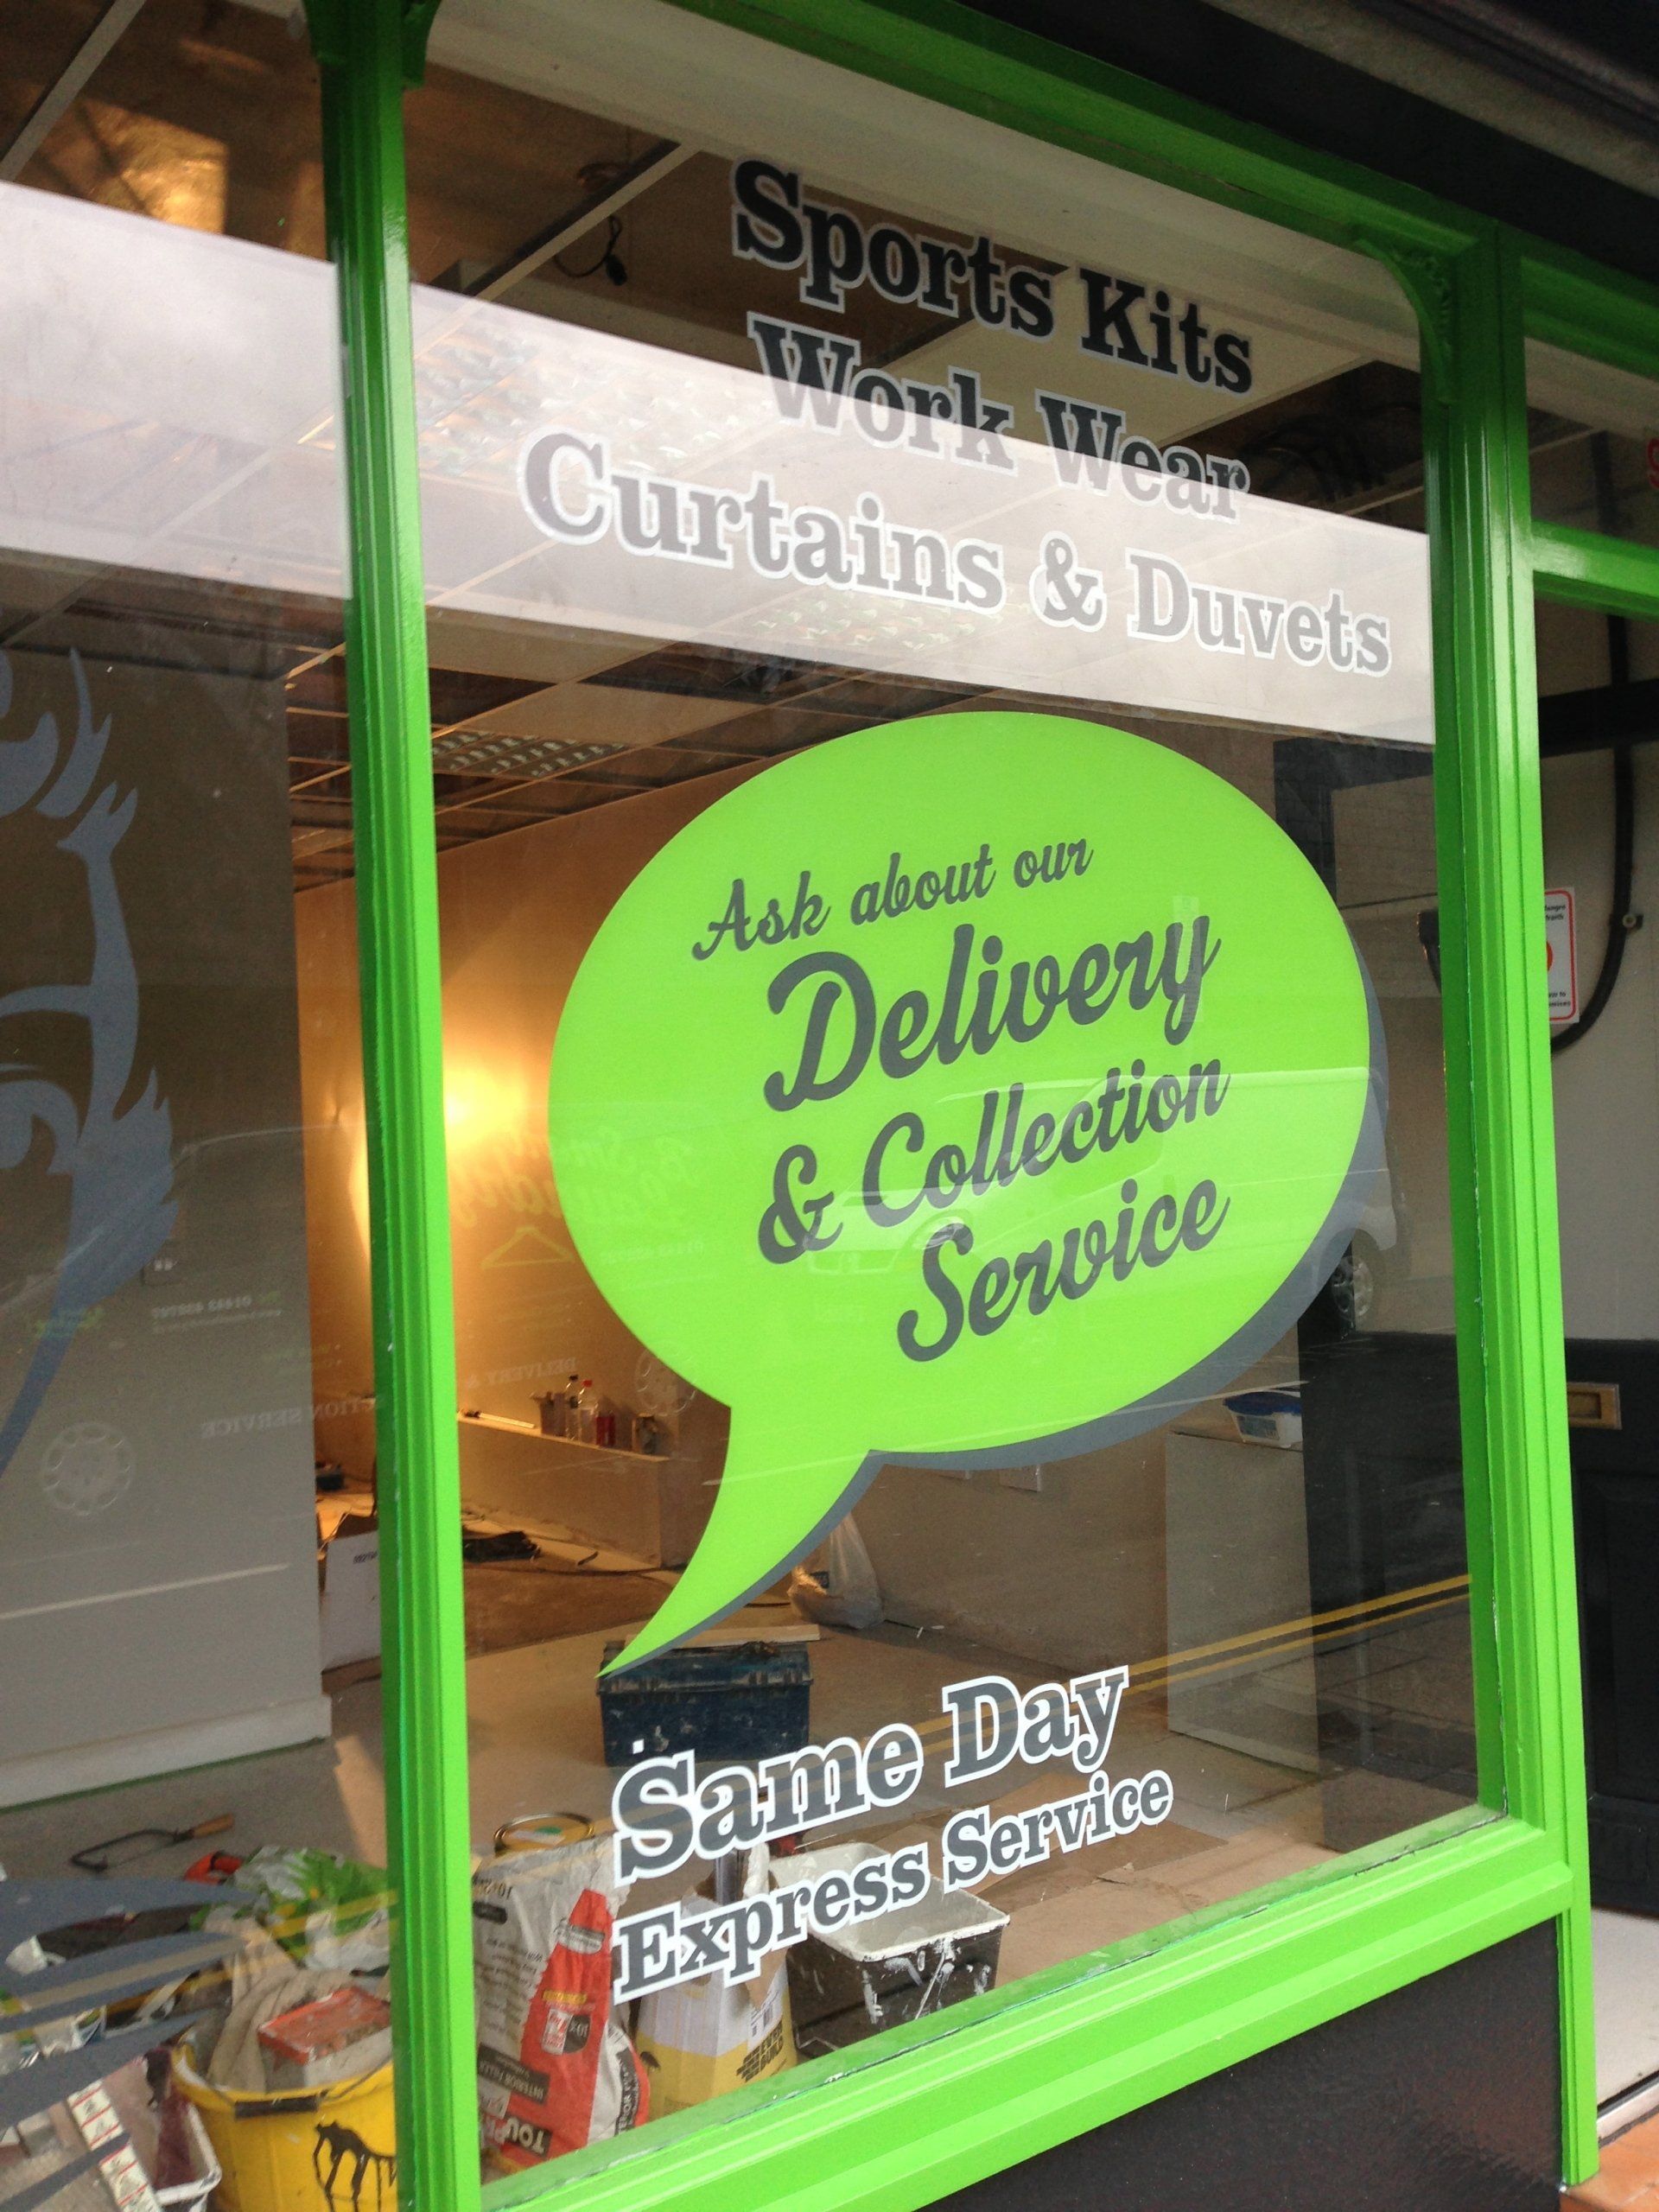 Sports Kits
Work Wear
Curtains & Duvets
Ask about our
Delivery
& Collection
Service
Same Day
Express Service